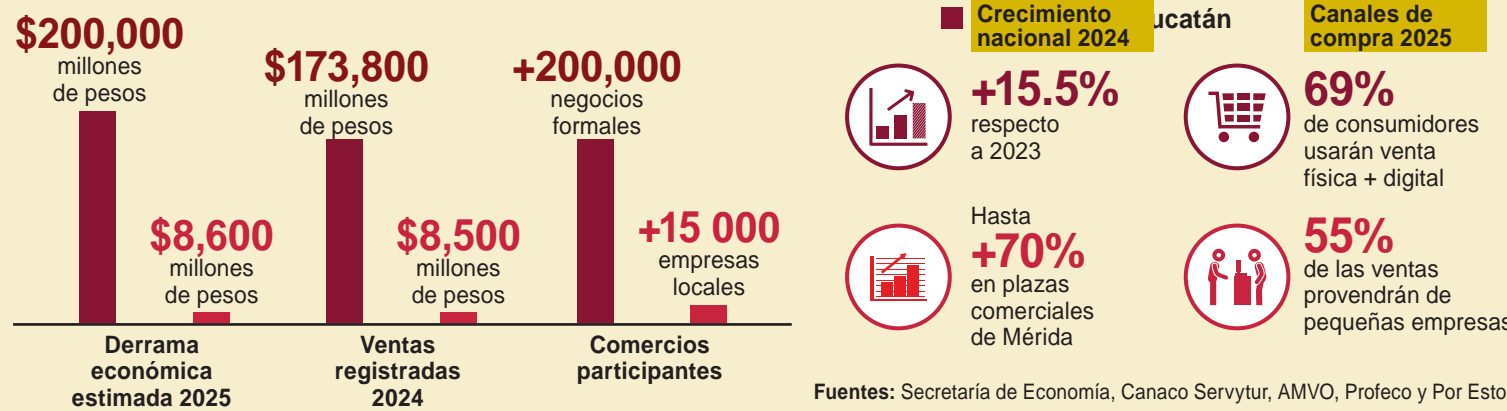 $200,000
millones
de pesos
$8,600
millones
de pesos
Derrama
económica
estimada 2025
$173,800
millones
de pesos
$8,500
millones
de pesos
Ventas
registradas
2024
+200,000
negocios
formales
+15 000
empresas
locales
Comercios
participantes
ucatán
Crecimiento
nacional 2024
+15.5%
respecto
a 2023
Hasta
+70%
en plazas
comerciales
de Mérida
Canales de
compra 2025
69%
de consumidores
usarán venta
física + digital
55%
de las ventas
provendrán de
pequeñas empresas
Fuentes: Secretaría de Economía, Canaco Servytur, AMVO, Profeco y Por Esto